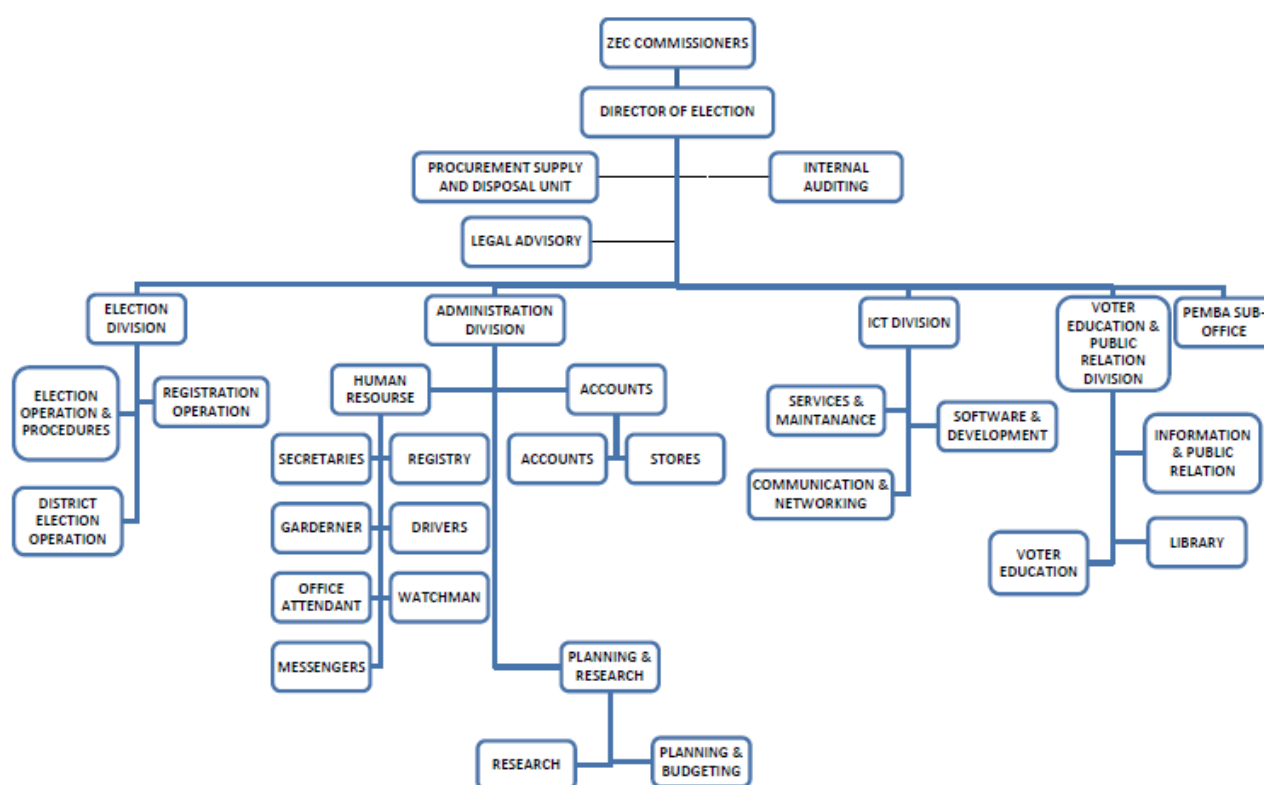 ZEC COMMISSIONERS
DIRECTOR OF ELECTION
PROCUREMENT SUPPLY
AND DISPOSAL UNIT
INTERNAL
AUDITING
LEGAL ADVISORY
ELECTION
DIVISION
ADMINISTRATION
DIVISION
ICT DIVISION
VOTER
EDUCATION &
PUBLIC
RELATION
DIVISION
PEMBA SUB-
OFFICE
ELECTION
OPERATION &
PROCEDURES
REGISTRATION
OPERATION
DISTRICT
ELECTION
OPERATION
HUMAN
RESOURSE
ACCOUNTS
SECRETARIES
REGISTRY
ACCOUNTS
STORES
GARDERNER
DRIVERS
OFFICE
ATTENDANT
WATCHMAN
MESSENGERS
PLANNING &
RESEARCH
RESEARCH
PLANNING &
BUDGETING
SERVICES &
MAINTANANCE
SOFTWARE &
DEVELOPMENT
COMMUNICATION &
NETWORKING
INFORMATION
& PUBLIC
RELATION
LIBRARY
VOTER
EDUCATION